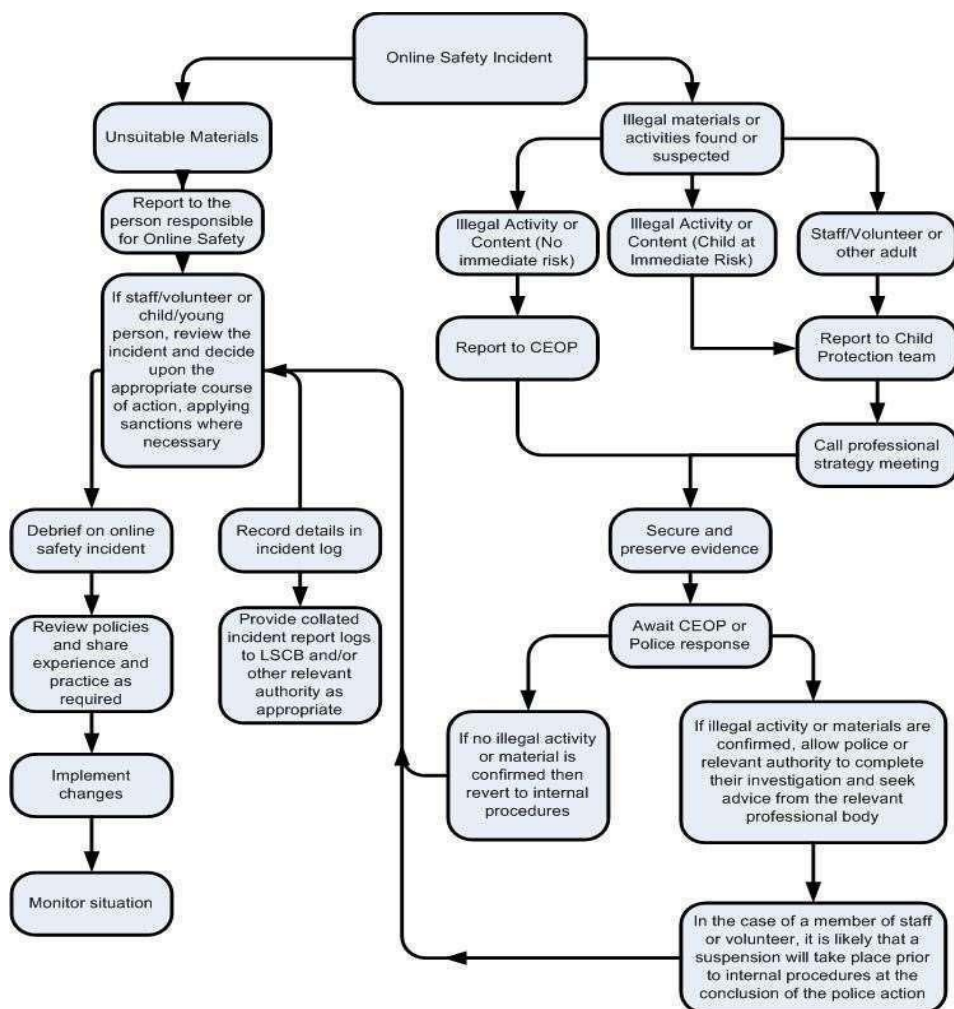 Online Safety Incident
Unsuitable Materials
Report to the
person responsible
for Online Safety
If staff/volunteer or
child/young
person, review the
incident and decide
upon the
appropriate course
of action, applying
sanctions where
necessary
Debrief on online
safety incident
Review policies
and share
experience and
practice as
required
Implement
changes
Monitor situation
Record details in
incident log
Provide collated
incident report logs
to LSCB and/or
other relevant
authority as
appropriate
Illegal materials or
activities found or
suspected
Illegal Activity or
Content (No
immediate risk)
Illegal Activity or
Content (Child at
Immediate Risk)
Staff/Volunteer or
other adult
Report to CEOP
Report to Child
Protection team
Call professional
strategy meeting
Secure and
preserve evidence
Await CEOP or
Police response
If no illegal activity
or material is
confirmed then
revert to internal
procedures
If illegal activity or materials are
confirmed, allow police or
relevant authority to complete
their investigation and seek
advice from the relevant
professional body
In the case of a member of staff
or volunteer, it is likely that a
suspension will take place prior
to internal procedures at the
conclusion of the police action